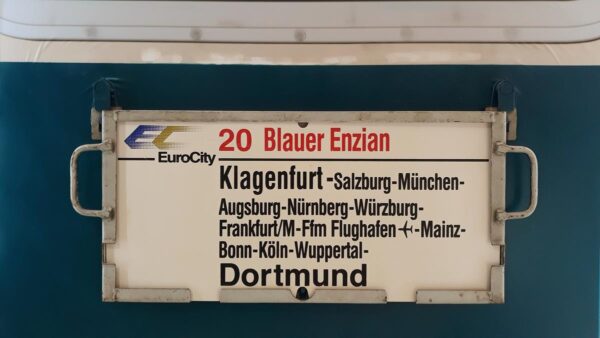 EC
EuroCity
20 Blauer Enzian
Klagenfurt-Salzburg-München-
Augsburg-Nürnberg-Würzburg-
Frankfurt/M-Ffm Flughafen ✈-Mainz-
Bonn-Köln-Wuppertal-
Dortmund